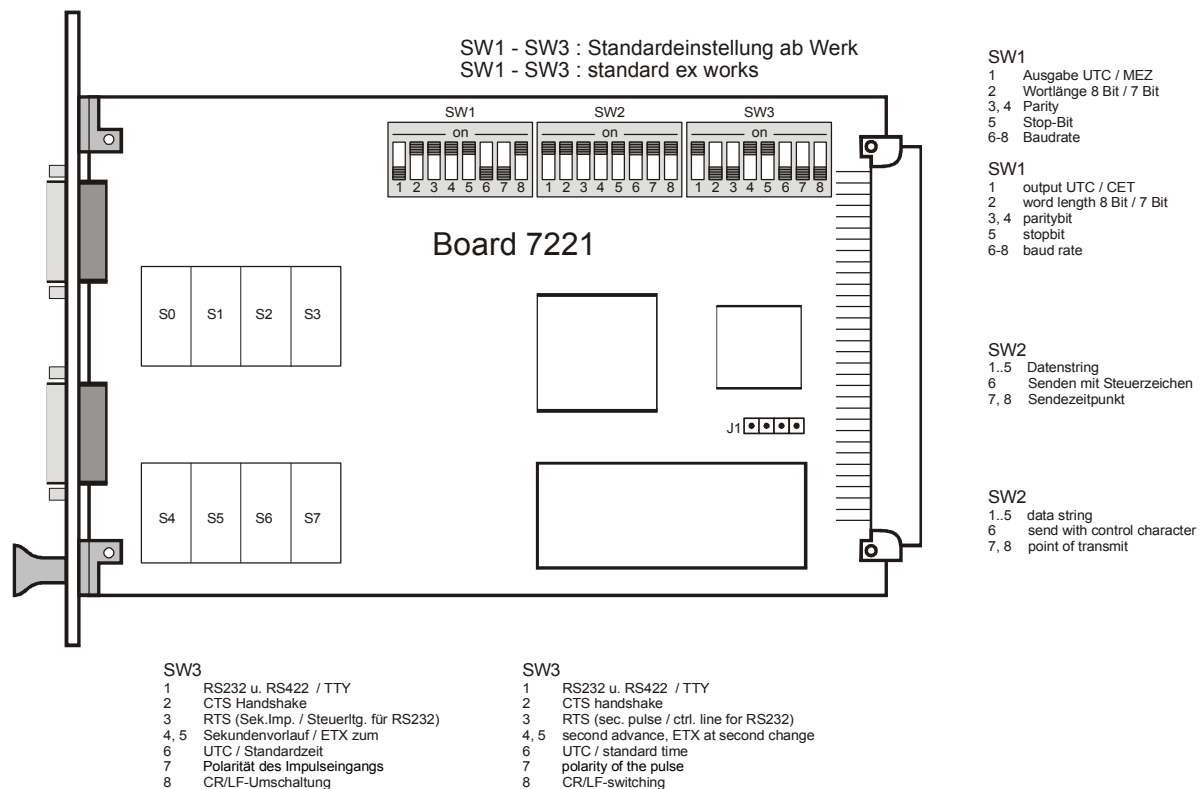 SW1 - SW3 : Standardeinstellung ab Werk
SW1 - SW3 : standard ex works
SW1
1 Ausgabe UTC / MEZ
2 Wortlänge 8 Bit / 7 Bit
3, 4 Parity
5 Stop-Bit
6-8 Baudrate
SW1
1 output UTC / CET
2 word length 8 Bit / 7 Bit
3, 4 paritybit
5 stopbit
6-8 baud rate
SW2
1..5 Datenstring
6 Senden mit Steuerzeichen
7, 8 Sendezeitpunkt
SW2
1..5 data string
6 send with control character
7, 8 point of transmit
SW1 SW2 SW3
on on on
1 2 3 4 5 6 7 8 1 2 3 4 5 6 7 8 1 2 3 4 5 6 7 8
Board 7221
S0 S1 S2 S3
J1
S4 S5 S6 S7
SW3
1 RS232 u. RS422 / TTY
2 CTS Handshake
3 RTS (Sek.Imp. / Steuerltg. für RS232)
4, 5 Sekundenvorlauf / ETX zum
6 UTC / Standardzeit
7 Polarität des Impulseingangs
8 CR/LF-Umschaltung
SW3
1 RS232 u. RS422 / TTY
2 CTS handshake
3 RTS (sec. pulse / ctrl. line for RS232)
4, 5 second advance, ETX at second change
6 UTC / standard time
7 polarity of the pulse
8 CR/LF-switching